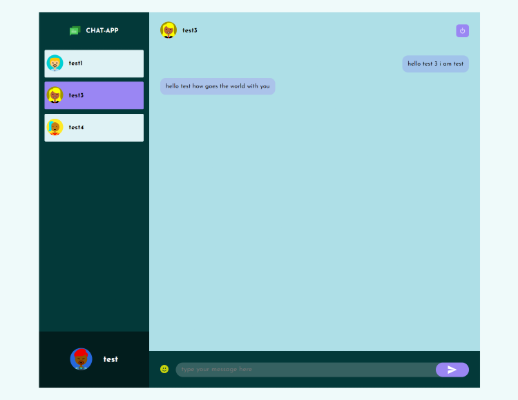 CHAT-APP
test1
test3
test4
test
test3
hello test 3 i am test
hello test how goes the world with you
type your message here